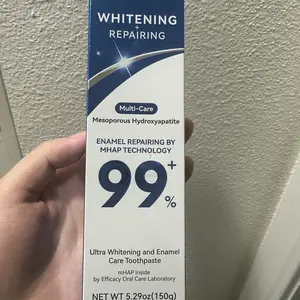 WHITENING
+
REPAIRING
Multi-Care
Mesoporous Hydroxyapatite
ENAMEL REPAIRING BY
MHAP TECHNOLOGY
99+%
Ultra Whitening and Enamel
Care Toothpaste
mHAP inside
by Efficacy Oral Care Laboratory
NET WT 5.29oz(150g)